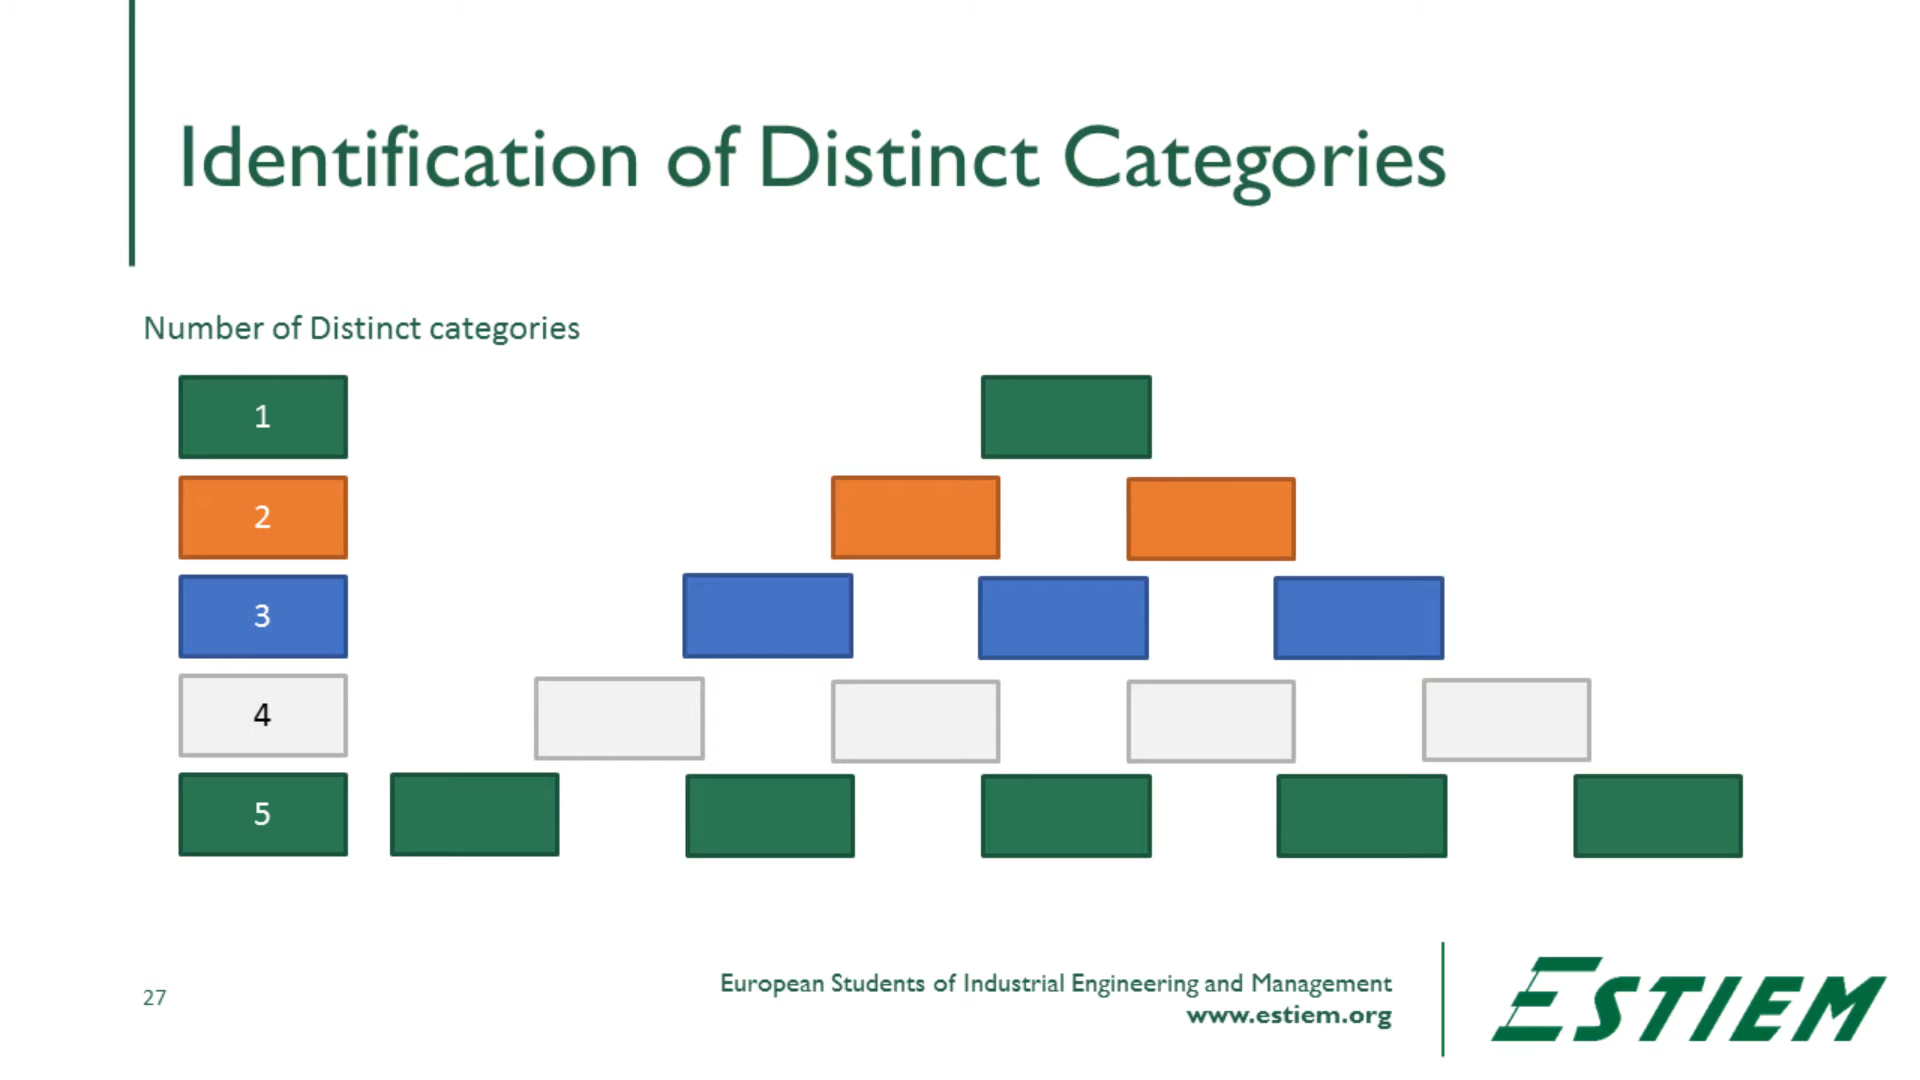 Identification of Distinct Categories
Number of Distinct categories
1
2
3
4
5
27
European Students of Industrial Engineering and Management
www.estiem.org
ESTIEM